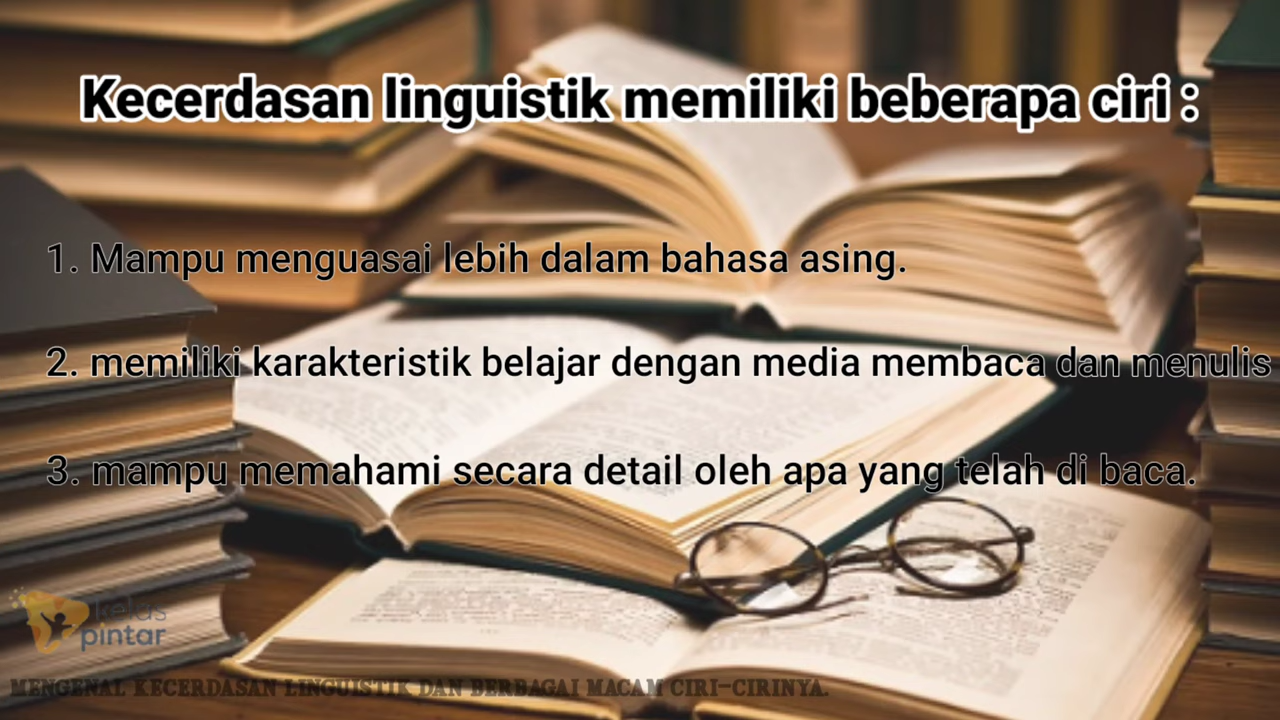 Kecerdasan linguistik memiliki beberapa ciri :
1. Mampu menguasai lebih dalam bahasa asing.
2. memiliki karakteristik belajar dengan media membaca dan menulis
3. mampu memahami secara detail oleh apa yang telah di baca.
kelas
pintar
MENGENAL KECERDASAN LINGUISTIK DAN BERBAGAI MACAM CIRI-CIRINYA.